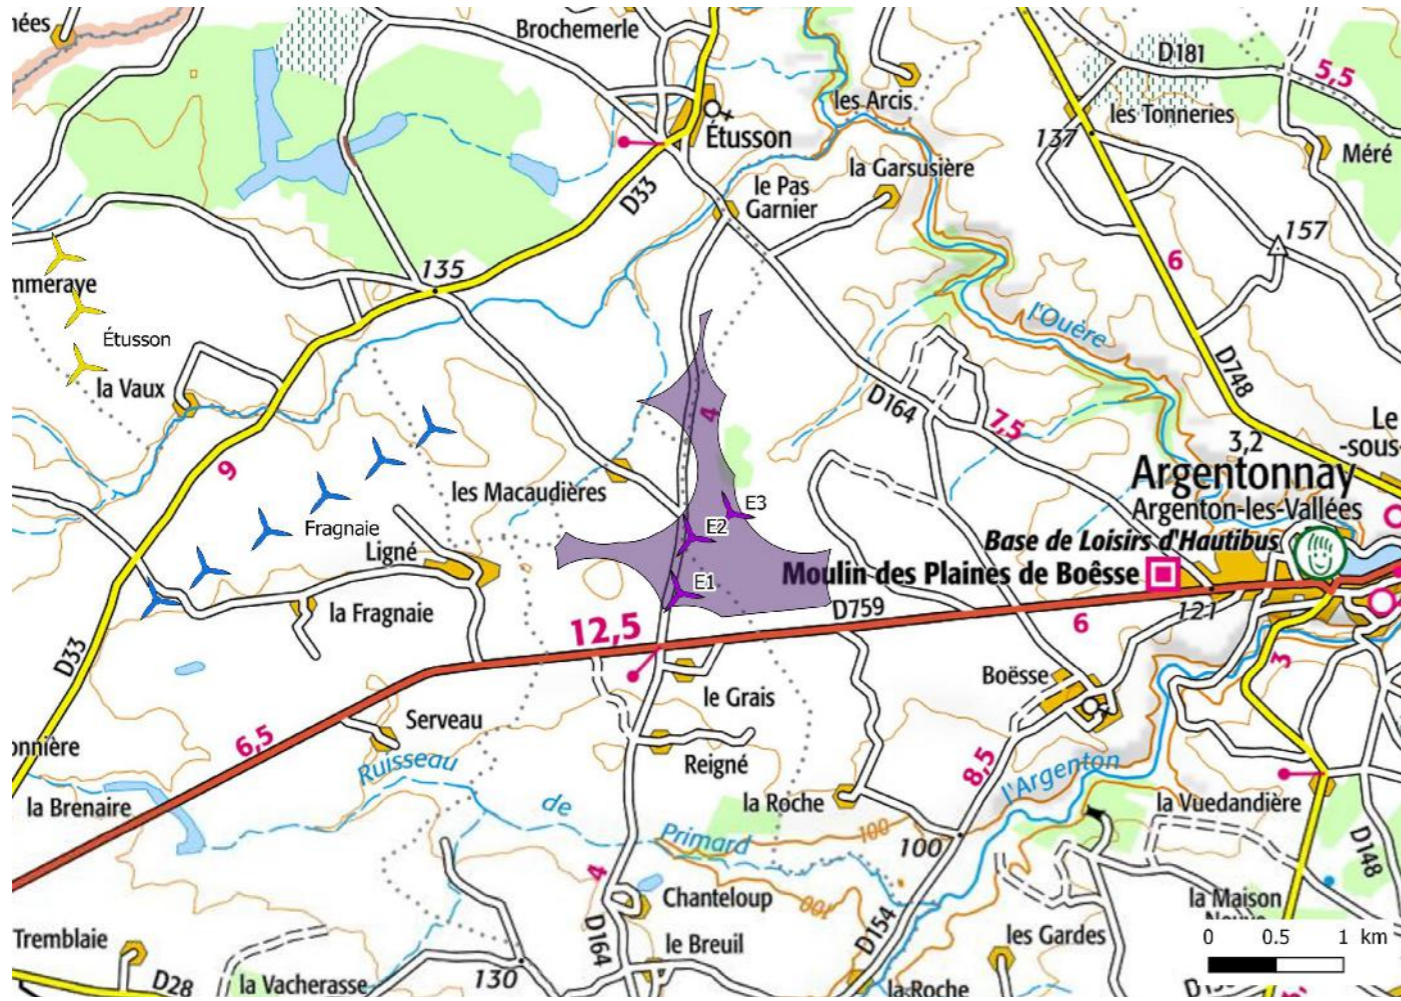 nées
Brochemerle
D181
5,5
les Arcis
les Tonneries
Étusson
137
Méré
la Garsusière
le Pas
Garnier
D33
157
6
135
mmeraye
l'Ouère
Étusson
la Vaux
D748
D164
4
7,5
Le
-sous-
3,2
9
Argentonnay
les Macaudières
Argenton-les-Vallées
E3
Fragnaie
E2
Base de Loisirs d'Hautibus
Ligné
Moulin des Plaines de Boêsse
E1
la Fragnaie
D759
121
12,5
6
D33
3
Boësse
le Grais
Serveau
6,5
onnière
Ruisseau
Reigné
8,5
l'Argenton
la Brenaire
de
la Roche
la Vuedandière
Primard
100
100
D148
4
Chanteloup
100
la Maison
D154
Tremblaie
D164
le Breuil
les Gardes
0 0.5 1 km
D28
la Vacherasse
130
la Roche